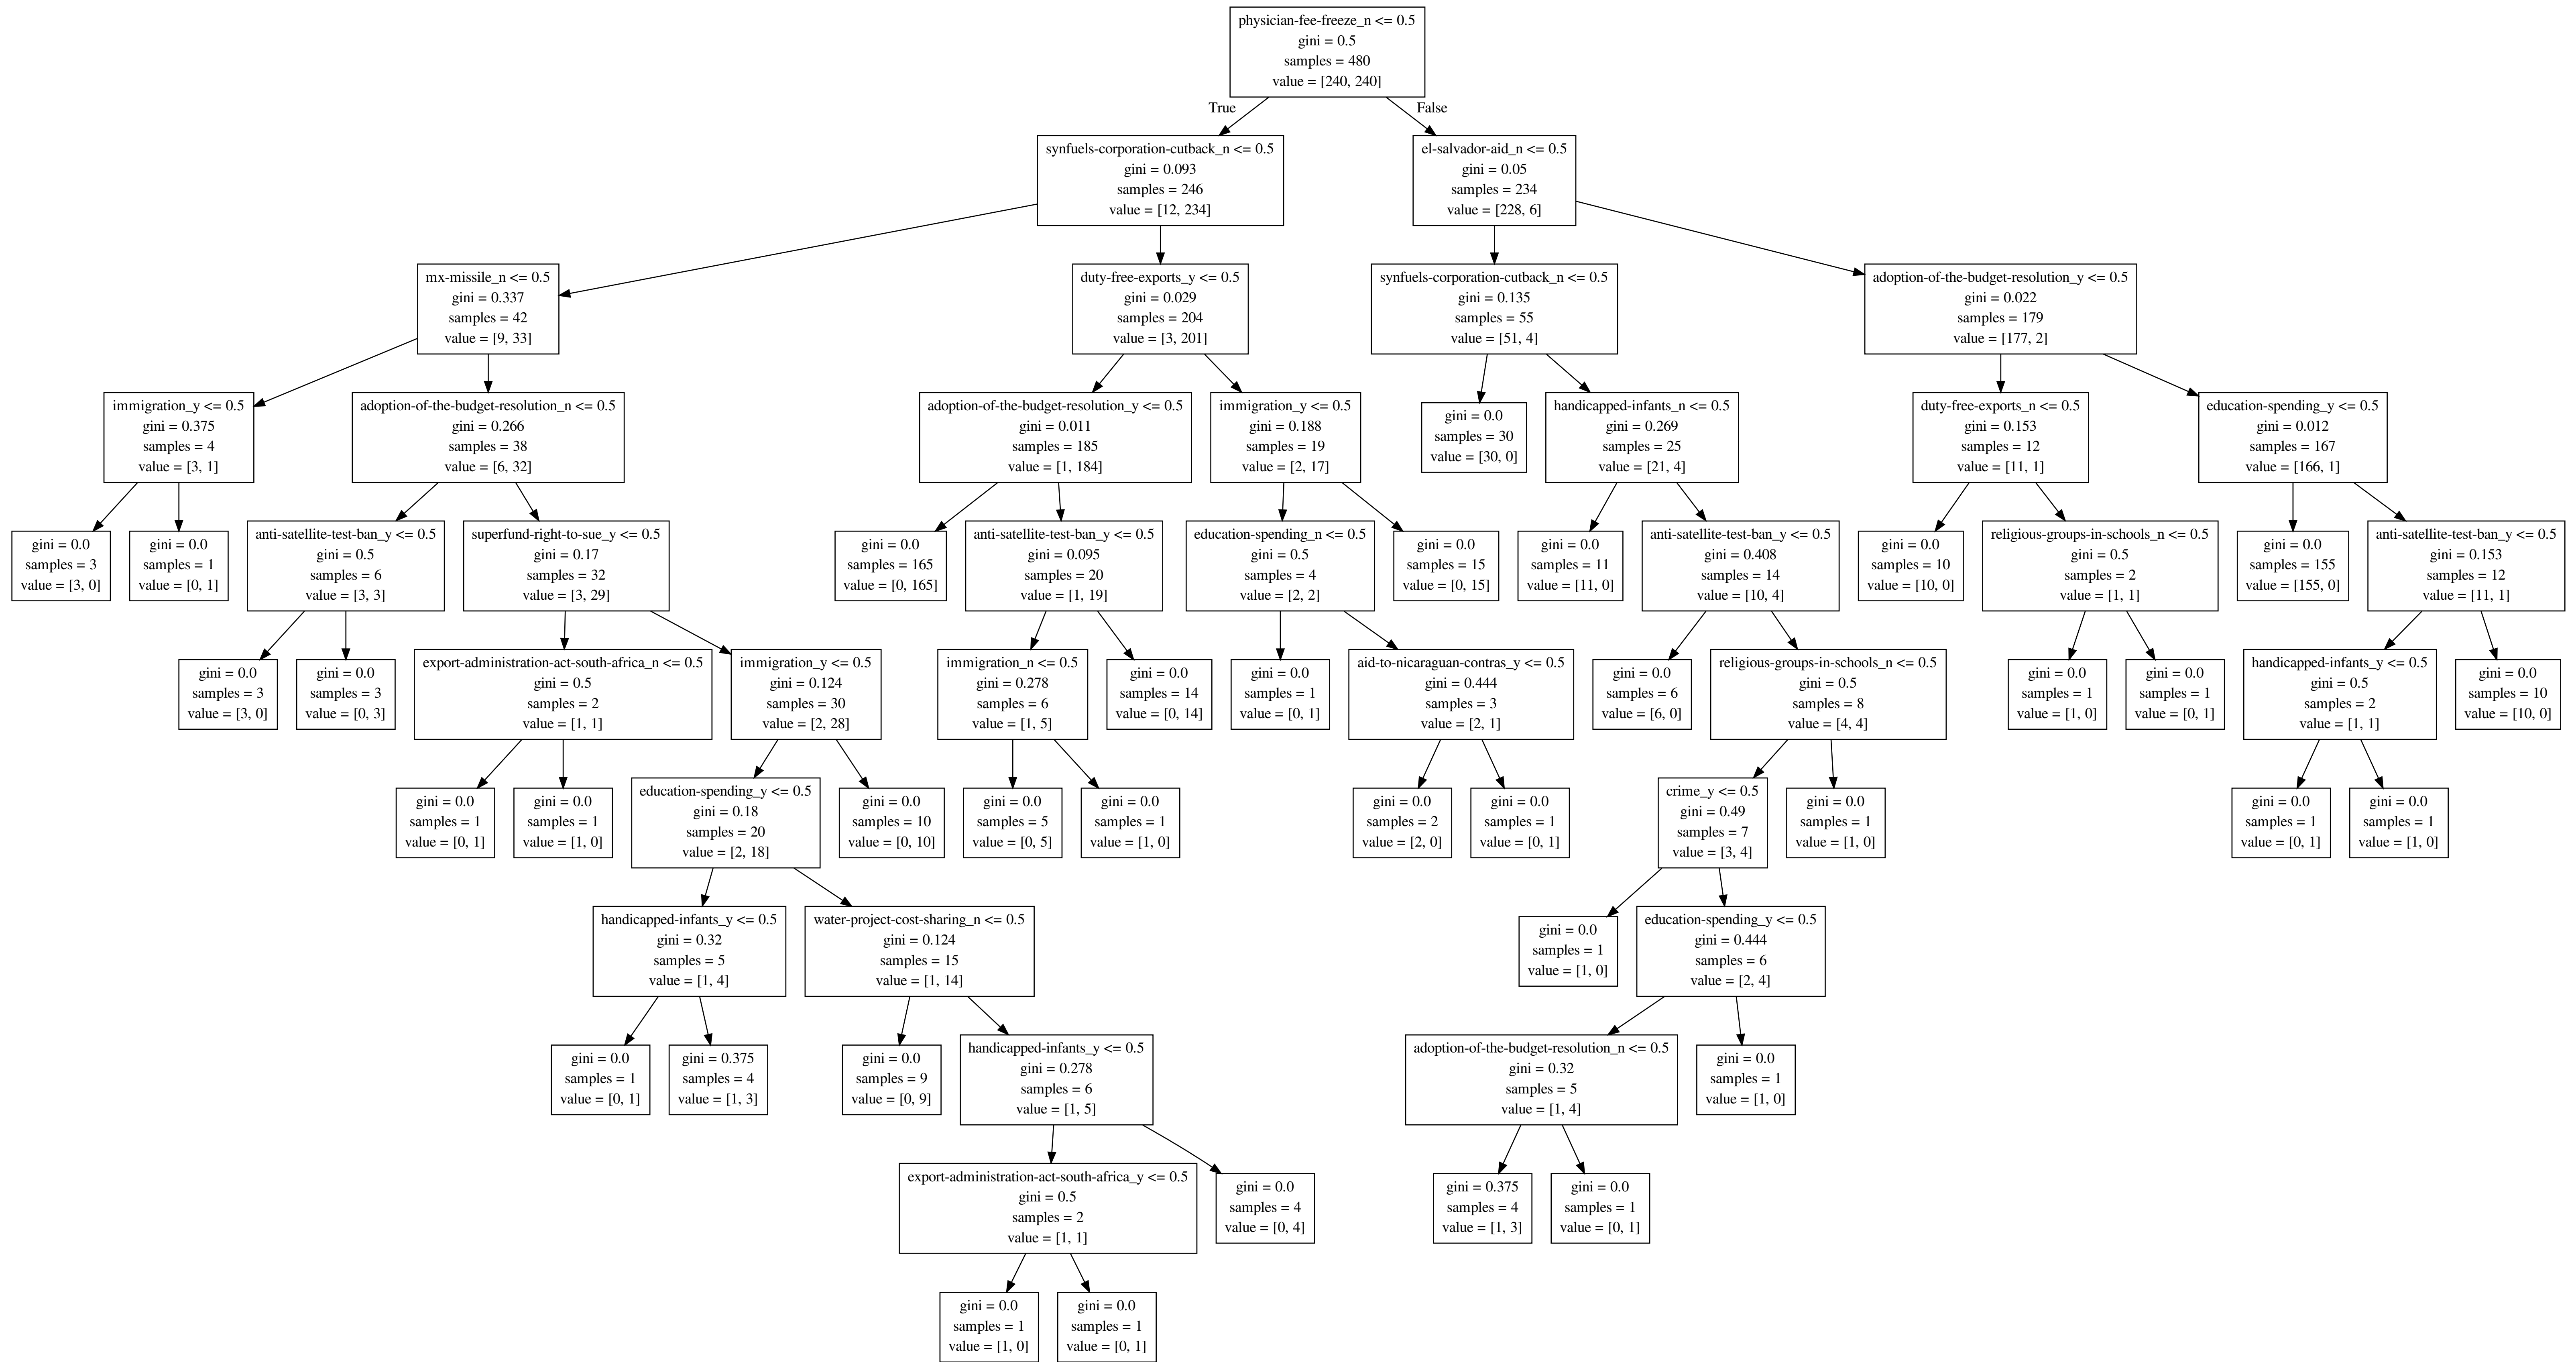 physician-fee-freeze_n <= 0.5
gini = 0.5
samples = 480
value = [240, 240]
True
False
synfuels-corporation-cutback_n <= 0.5
gini = 0.093
samples = 246
value = [12, 234]
el-salvador-aid_n <= 0.5
gini = 0.05
samples = 234
value = [228, 6]
mx-missile_n <= 0.5
gini = 0.337
samples = 42
value = [9, 33]
duty-free-exports_y <= 0.5
gini = 0.029
samples = 204
value = [3, 201]
synfuels-corporation-cutback_n <= 0.5
gini = 0.135
samples = 55
value = [51, 4]
adoption-of-the-budget-resolution_y <= 0.5
gini = 0.022
samples = 179
value = [177, 2]
immigration_y <= 0.5
gini = 0.375
samples = 4
value = [3, 1]
adoption-of-the-budget-resolution_n <= 0.5
gini = 0.266
samples = 38
value = [6, 32]
adoption-of-the-budget-resolution_y <= 0.5
gini = 0.011
samples = 185
value = [1, 184]
immigration_y <= 0.5
gini = 0.188
samples = 19
value = [2, 17]
gini = 0.0
samples = 30
value = [30, 0]
handicapped-infants_n <= 0.5
gini = 0.269
samples = 25
value = [21, 4]
duty-free-exports_n <= 0.5
gini = 0.153
samples = 12
value = [11, 1]
education-spending_y <= 0.5
gini = 0.012
samples = 167
value = [166, 1]
gini = 0.0
samples = 3
value = [3, 0]
gini = 0.0
samples = 1
value = [0, 1]
anti-satellite-test-ban_y <= 0.5
gini = 0.5
samples = 6
value = [3, 3]
superfund-right-to-sue_y <= 0.5
gini = 0.17
samples = 32
value = [3, 29]
gini = 0.0
samples = 165
value = [0, 165]
anti-satellite-test-ban_y <= 0.5
gini = 0.095
samples = 20
value = [1, 19]
education-spending_n <= 0.5
gini = 0.5
samples = 4
value = [2, 2]
gini = 0.0
samples = 15
value = [0, 15]
gini = 0.0
samples = 11
value = [11, 0]
anti-satellite-test-ban_y <= 0.5
gini = 0.408
samples = 14
value = [10, 4]
gini = 0.0
samples = 10
value = [10, 0]
religious-groups-in-schools_n <= 0.5
gini = 0.5
samples = 2
value = [1, 1]
gini = 0.0
samples = 155
value = [155, 0]
anti-satellite-test-ban_y <= 0.5
gini = 0.153
samples = 12
value = [11, 1]
gini = 0.0
samples = 3
value = [3, 0]
gini = 0.0
samples = 3
value = [0, 3]
export-administration-act-south-africa_n <= 0.5
gini = 0.5
samples = 2
value = [1, 1]
immigration_y <= 0.5
gini = 0.124
samples = 30
value = [2, 28]
immigration_n <= 0.5
gini = 0.278
samples = 6
value = [1, 5]
gini = 0.0
samples = 14
value = [0, 14]
gini = 0.0
samples = 1
value = [0, 1]
aid-to-nicaraguan-contras_y <= 0.5
gini = 0.444
samples = 3
value = [2, 1]
gini = 0.0
samples = 6
value = [6, 0]
religious-groups-in-schools_n <= 0.5
gini = 0.5
samples = 8
value = [4, 4]
gini = 0.0
samples = 1
value = [1, 0]
gini = 0.0
samples = 1
value = [0, 1]
handicapped-infants_y <= 0.5
gini = 0.5
samples = 2
value = [1, 1]
gini = 0.0
samples = 10
value = [10, 0]
gini = 0.0
samples = 1
value = [0, 1]
gini = 0.0
samples = 1
value = [1, 0]
education-spending_y <= 0.5
gini = 0.18
samples = 20
value = [2, 18]
gini = 0.0
samples = 10
value = [0, 10]
gini = 0.0
samples = 5
value = [0, 5]
gini = 0.0
samples = 1
value = [1, 0]
gini = 0.0
samples = 2
value = [2, 0]
gini = 0.0
samples = 1
value = [0, 1]
crime_y <= 0.5
gini = 0.49
samples = 7
value = [3, 4]
gini = 0.0
samples = 1
value = [1, 0]
gini = 0.0
samples = 1
value = [0, 1]
gini = 0.0
samples = 1
value = [1, 0]
handicapped-infants_y <= 0.5
gini = 0.32
samples = 5
value = [1, 4]
water-project-cost-sharing_n <= 0.5
gini = 0.124
samples = 15
value = [1, 14]
gini = 0.0
samples = 1
value = [1, 0]
education-spending_y <= 0.5
gini = 0.444
samples = 6
value = [2, 4]
gini = 0.0
samples = 1
value = [0, 1]
gini = 0.375
samples = 4
value = [1, 3]
gini = 0.0
samples = 9
value = [0, 9]
handicapped-infants_y <= 0.5
gini = 0.278
samples = 6
value = [1, 5]
adoption-of-the-budget-resolution_n <= 0.5
gini = 0.32
samples = 5
value = [1, 4]
gini = 0.0
samples = 1
value = [1, 0]
export-administration-act-south-africa_y <= 0.5
gini = 0.5
samples = 2
value = [1, 1]
gini = 0.0
samples = 4
value = [0, 4]
gini = 0.375
samples = 4
value = [1, 3]
gini = 0.0
samples = 1
value = [0, 1]
gini = 0.0
samples = 1
value = [1, 0]
gini = 0.0
samples = 1
value = [0, 1]